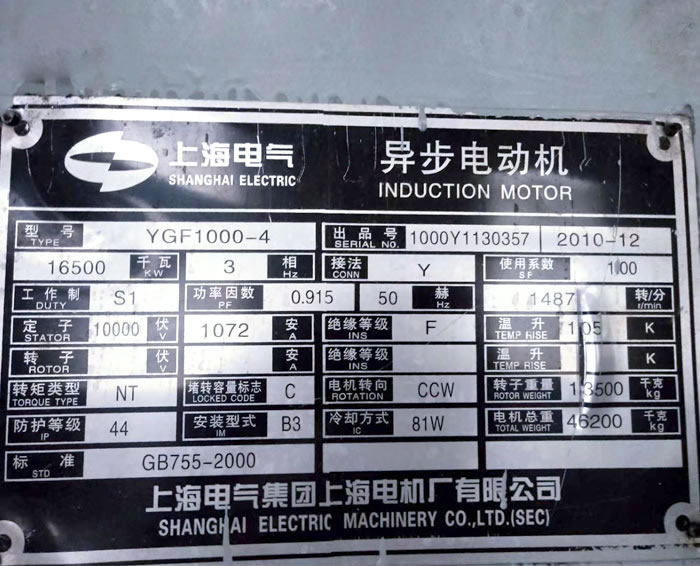 上海电气 异步电动机
SHANGHAI ELECTRIC INDUCTION MOTOR
型号 TYPE YGF1000-4 出品号 SERIAL NO. 1000Y1130357 2010-12
16500 千瓦 KW 3 相 Hz 接法 CONN Y 使用系数 SF 1.00
工作制 DUTY S1 功率因数 PF 0.915 50 赫 Hz 1487 转/分 r/min
定子 STATOR 10000 伏 V 1072 安 A 绝缘等级 INS F 温升 TEMP RISE 105 K
转子 ROTOR 伏 V 安 A 绝缘等级 INS 温升 TEMP RISE K
转矩类型 TORQUE TYPE NT 堵转容量标志 LOCKED CODE C 电机转向 ROTATION CCW 转子重量 ROTOR WEIGHT 13500 千克 kg
防护等级 IP 44 安装型式 IM B3 冷却方式 IC 81W 电机总重 TOTAL WEIGHT 46200 千克 kg
标准 STD GB755-2000
上海电气集团上海电机厂有限公司
SHANGHAI ELECTRIC MACHINERY CO.,LTD.(SEC)